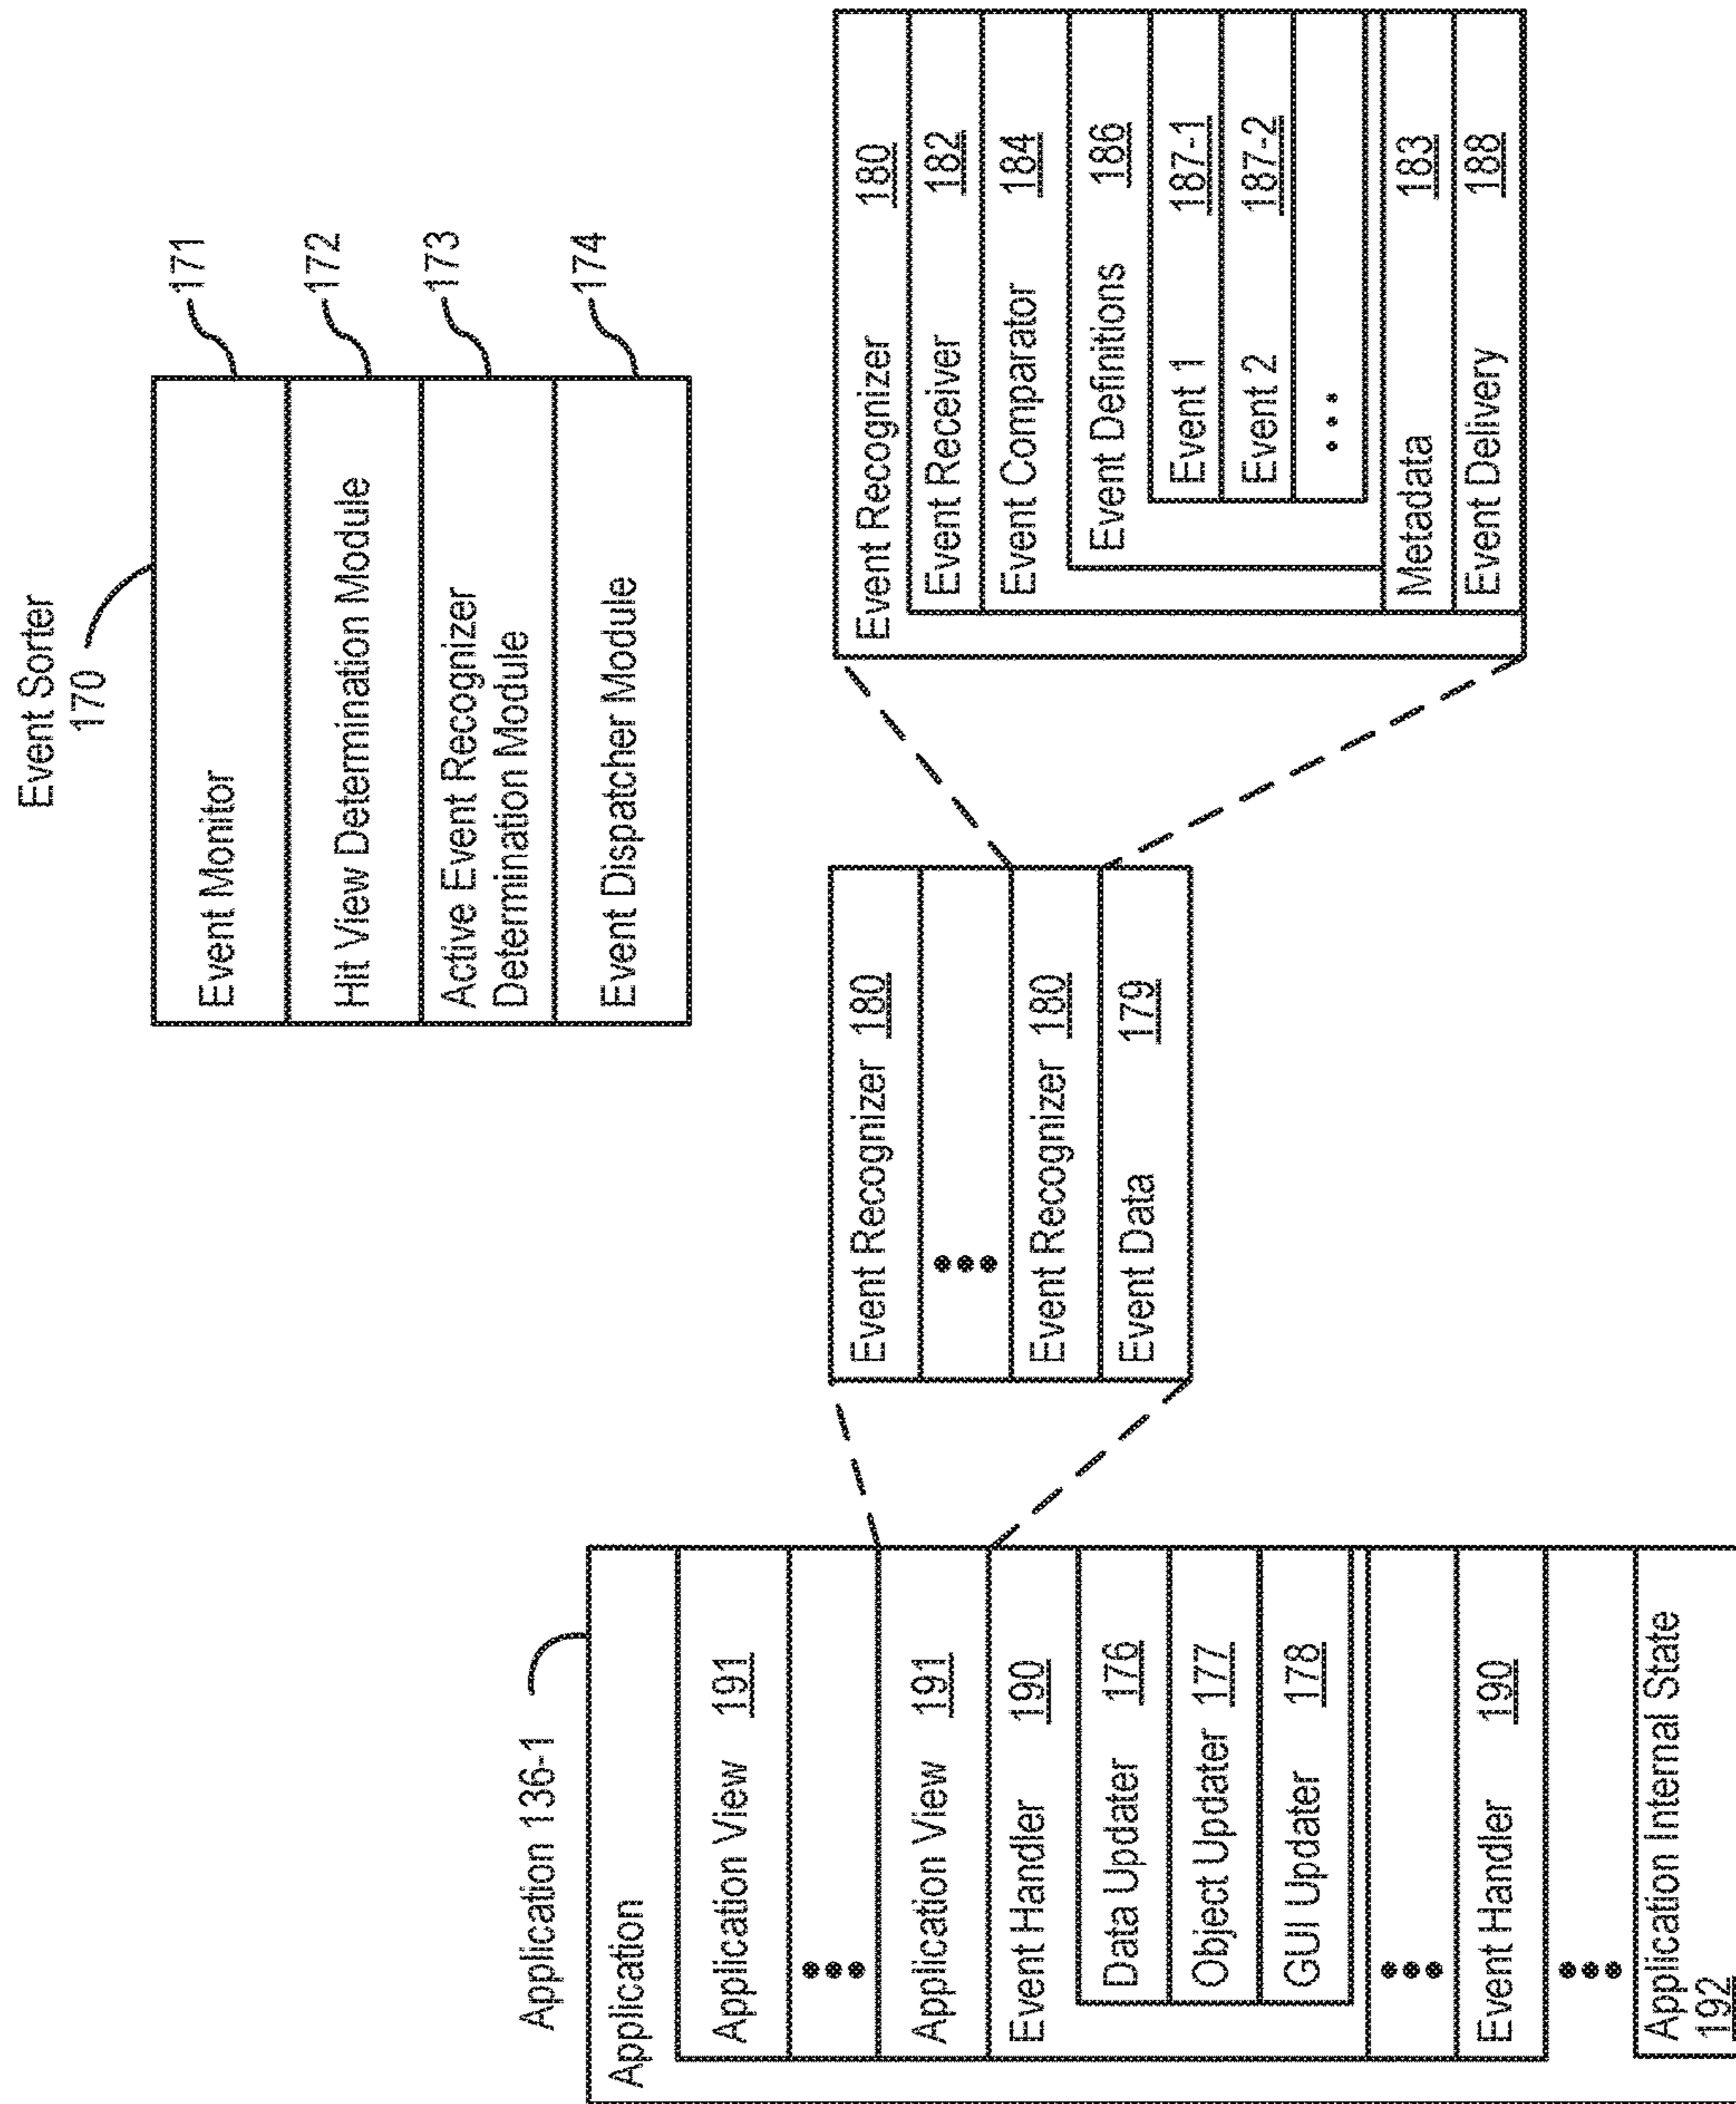 Event Sorter
170
Event Monitor
171
Hit View Determination Module
172
Active Event Recognizer
Determination Module
173
Event Dispatcher Module
174
Application 136-1
Application
Application View 191
•••
Application View 191
Event Handler 190
Data Updater 176
Object Updater 177
GUI Updater 178
•••
Event Handler 190
•••
Application Internal State
192
Event Recognizer 180
•••
Event Recognizer 180
Event Data 179
Event Recognizer 180
Event Receiver 182
Event Comparator 184
Event Definitions 186
Event 1 187-1
Event 2 187-2
•••
Metadata 183
Event Delivery 188